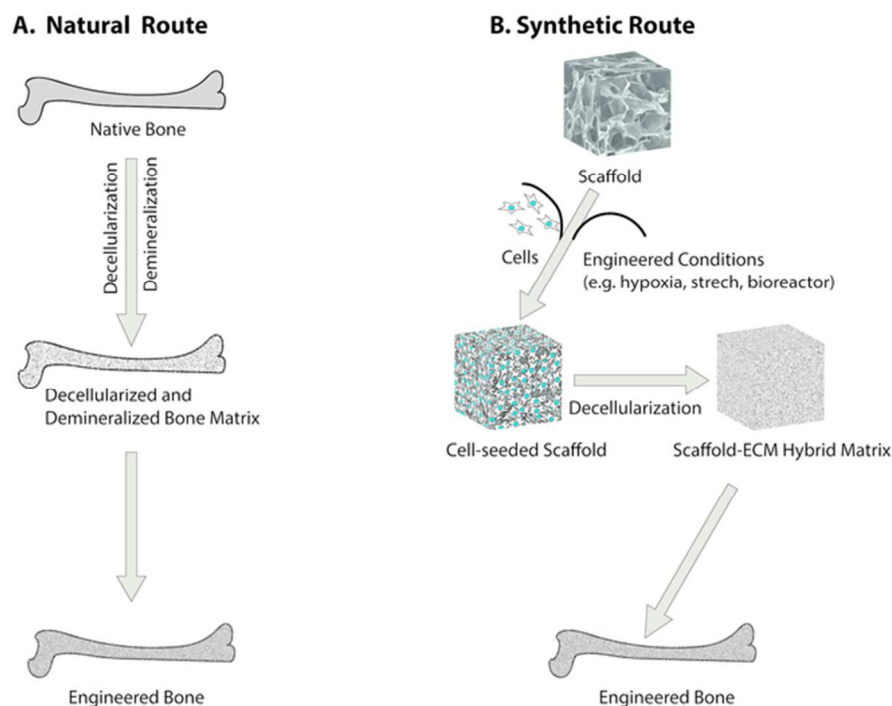 A. Natural Route
Native Bone
Decellularization
Demineralization
Decellularized and
Demineralized Bone Matrix
Engineered Bone
B. Synthetic Route
Scaffold
Cells
Engineered Conditions
(e.g. hypoxia, strech, bioreactor)
Cell-seeded Scaffold
Decellularization
Scaffold-ECM Hybrid Matrix
Engineered Bone